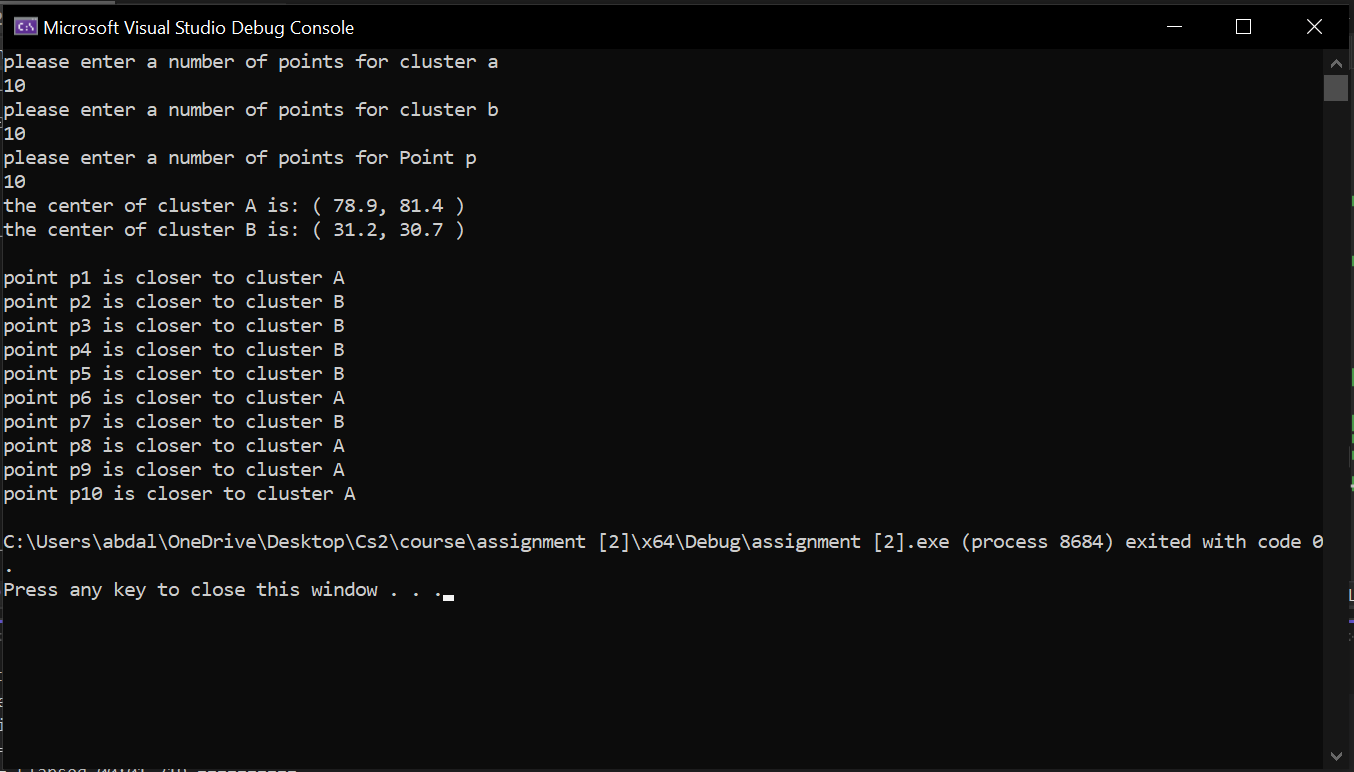 Microsoft Visual Studio Debug Console
please enter a number of points for cluster a
10
please enter a number of points for cluster b
10
please enter a number of points for Point p
10
the center of cluster A is: ( 78.9, 81.4 )
the center of cluster B is: ( 31.2, 30.7 )
point p1 is closer to cluster A
point p2 is closer to cluster B
point p3 is closer to cluster B
point p4 is closer to cluster B
point p5 is closer to cluster B
point p6 is closer to cluster A
point p7 is closer to cluster B
point p8 is closer to cluster A
point p9 is closer to cluster A
point p10 is closer to cluster A
C:\Users\abdal\OneDrive\Desktop\Cs2\course\assignment [2]\x64\Debug\assignment [2].exe (process 8684) exited with code 0
.
Press any key to close this window . . .